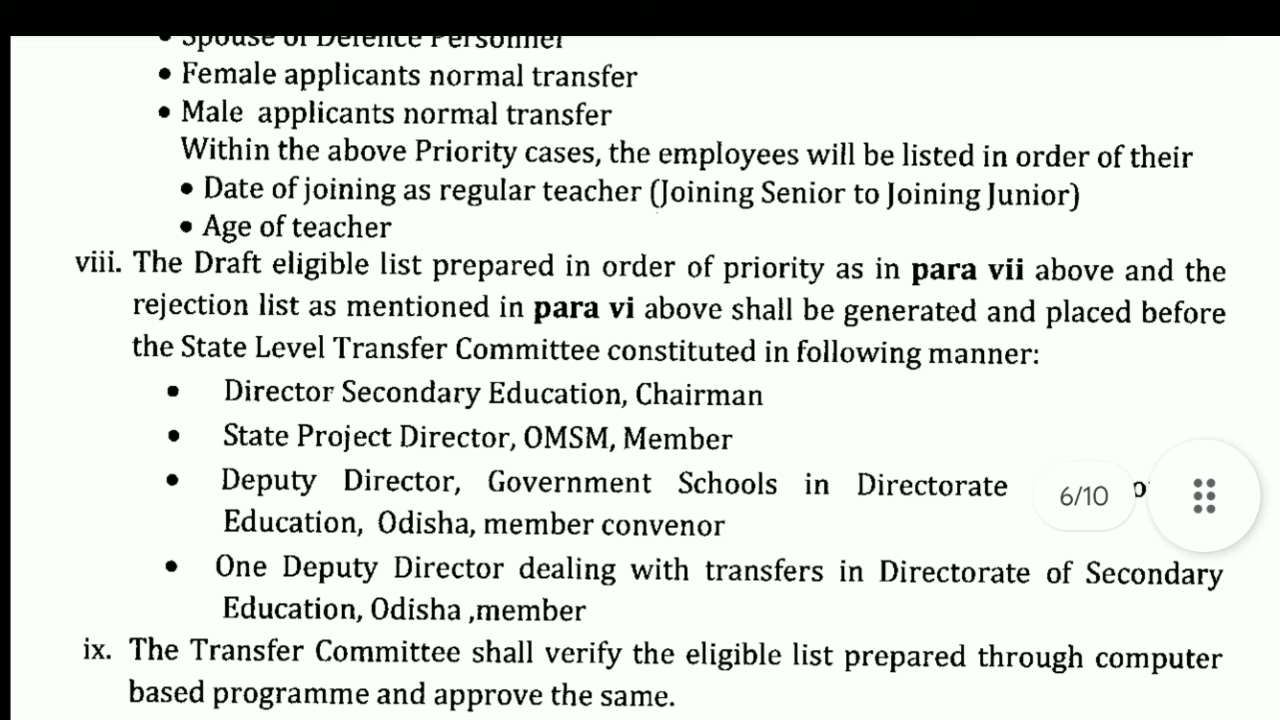 • Spouse of Defence Personnel
• Female applicants normal transfer
• Male applicants normal transfer
Within the above Priority cases, the employees will be listed in order of their
• Date of joining as regular teacher (Joining Senior to Joining Junior)
• Age of teacher
viii. The Draft eligible list prepared in order of priority as in para vii above and the
rejection list as mentioned in para vi above shall be generated and placed before
the State Level Transfer Committee constituted in following manner:
• Director Secondary Education, Chairman
• State Project Director, OMSM, Member
• Deputy Director, Government Schools in Directorate
6/10
Education, Odisha, member convenor
• One Deputy Director dealing with transfers in Directorate of Secondary
Education, Odisha ,member
ix. The Transfer Committee shall verify the eligible list prepared through computer
based programme and approve the same.